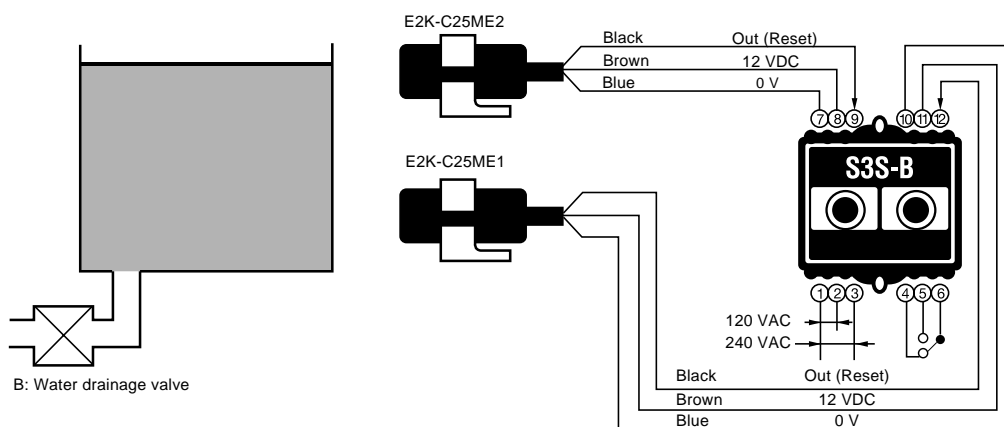 E2K-C25ME2
Black Out (Reset)
Brown 12 VDC
Blue 0 V
7 8 9 10 11 12
E2K-C25ME1
S3S-B
1 2 3 4 5 6
120 VAC
240 VAC
B: Water drainage valve
Black Out (Reset)
Brown 12 VDC
Blue 0 V